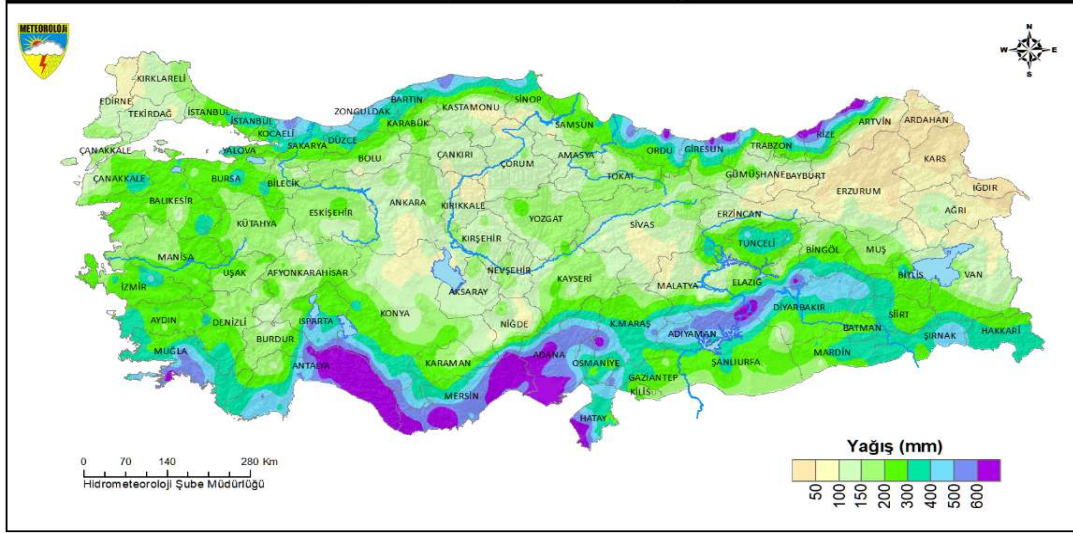 METEOROLOJİ
N
W E
S
KIRKLARELİ
EDİRNE
TEKİRDAĞ
İSTANBUL
İSTANBUL
KOCAELİ
YALOVA
SAKARYA
DÜZCE
ZONGULDAK
BARTIN
KARABÜK
KASTAMONU
SİNOP
SAMSUN
ORDU
GİRESUN
TRABZON
RİZE
ARTVİN
ARDAHAN
KARS
IĞDIR
AĞRI
ÇANAKKALE
ÇANAKKALE
BALIKESİR
BURSA
BİLECİK
BOLU
ÇANKIRI
ÇORUM
AMASYA
TOKAT
GÜMÜŞHANE
BAYBURT
ERZURUM
KÜTAHYA
ESKİŞEHİR
ANKARA
KIRIKKALE
YOZGAT
SİVAS
ERZİNCAN
TUNCELİ
BİNGÖL
MUŞ
BİTLİS
VAN
MANİSA
İZMİR
UŞAK
AFYONKARAHİSAR
KIRŞEHİR
NEVŞEHİR
AKSARAY
KAYSERİ
MALATYA
ELAZIĞ
DİYARBAKIR
BATMAN
SİİRT
ŞIRNAK
HAKKARİ
AYDIN
DENİZLİ
ISPARTA
BURDUR
KONYA
NİĞDE
K.MARAŞ
ADIYAMAN
MARDİN
ŞANLIURFA
MUĞLA
ANTALYA
KARAMAN
MERSİN
ADANA
OSMANİYE
GAZİANTEP
KİLİS
HATAY
0 70 140 280 Km
Hidrometeoroloji Şube Müdürlüğü
Yağış (mm)
50 100 150 200 300 400 500 600